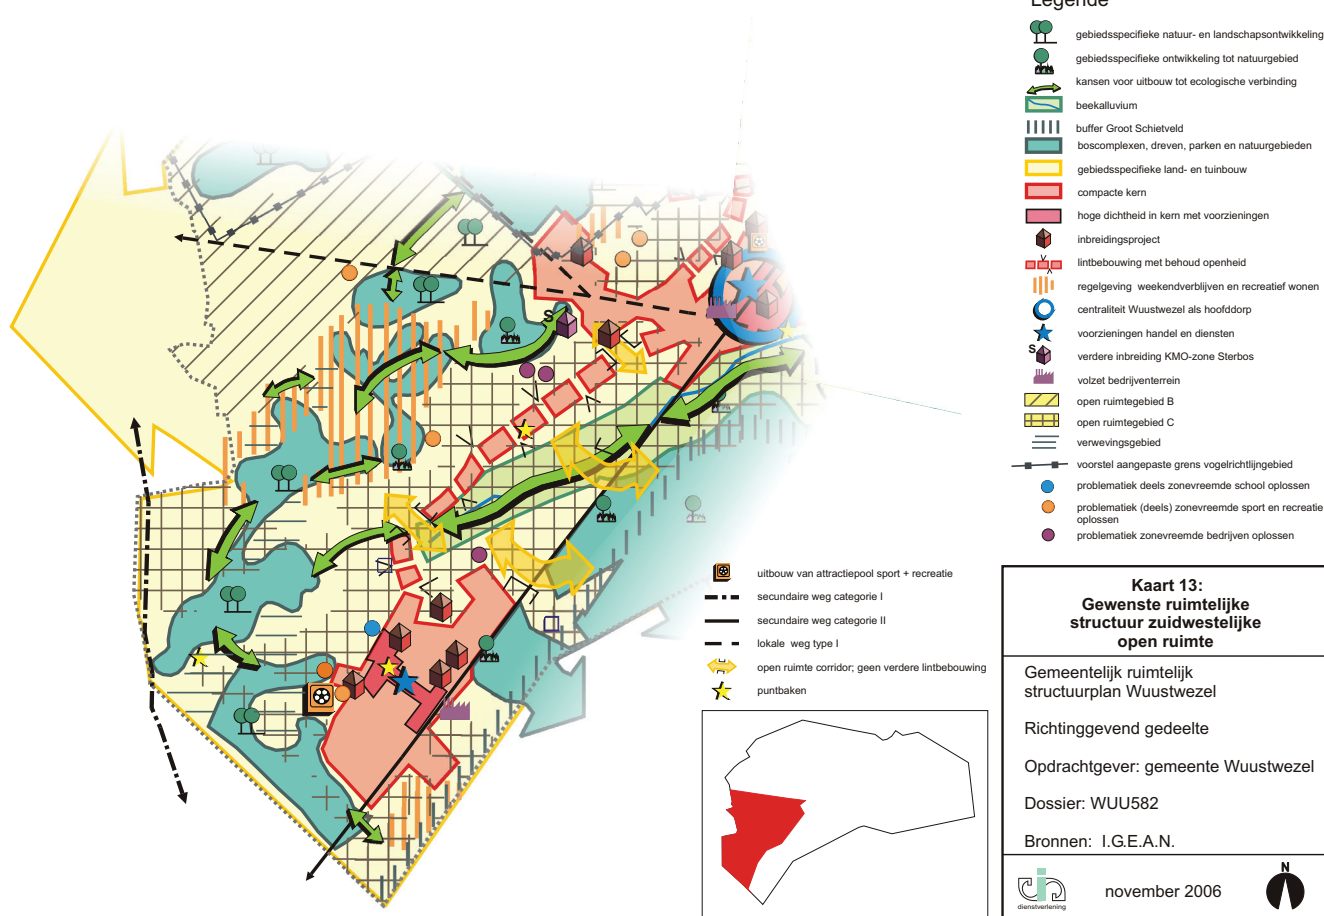 Legende
gebiedsspecifieke natuur- en landschapsontwikkeling
gebiedsspecifieke ontwikkeling tot natuurgebied
kansen voor uitbouw tot ecologische verbinding
beekalluvium
buffer Groot Schietveld
boscomplexen, dreven, parken en natuurgebieden
gebiedsspecifieke land- en tuinbouw
compacte kern
hoge dichtheid in kern met voorzieningen
inbreidingsproject
lintbebouwing met behoud openheid
regelgeving weekendverblijven en recreatief wonen
centraliteit Wuustwezel als hoofddorp
voorzieningen handel en diensten
S
verdere inbreiding KMO-zone Sterbos
volzet bedrijventerrein
open ruimtegebied B
open ruimtegebied C
verwevingsgebied
voorstel aangepaste grens vogelrichtlijngebied
problematiek deels zonevreemde school oplossen
problematiek (deels) zonevreemde sport en recreatie
oplossen
problematiek zonevreemde bedrijven oplossen
S
uitbouw van attractiepool sport + recreatie
secundaire weg categorie I
secundaire weg categorie II
lokale weg type I
open ruimte corridor; geen verdere lintbebouwing
puntbaken
Kaart 13:
Gewenste ruimtelijke
structuur zuidwestelijke
open ruimte
Gemeentelijk ruimtelijk
structuurplan Wuustwezel
Richtinggevend gedeelte
Opdrachtgever: gemeente Wuustwezel
Dossier: WUU582
Bronnen: I.G.E.A.N.
dienstverlening
november 2006
N